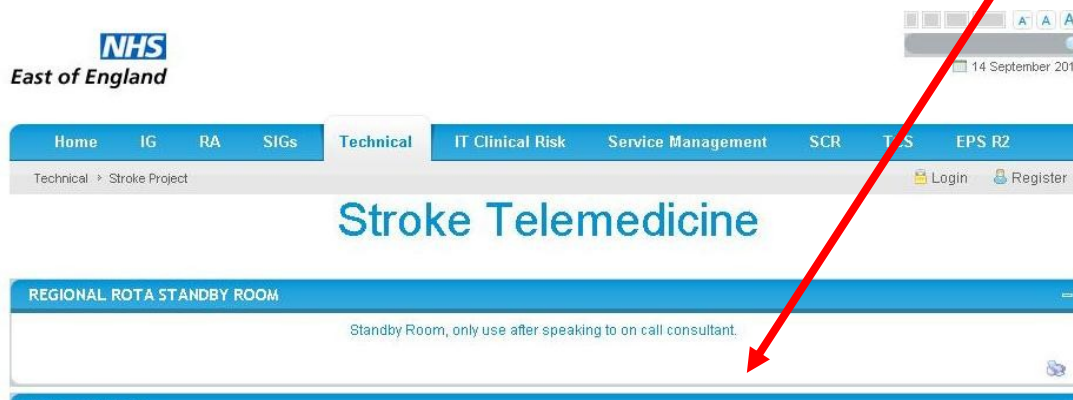 A- A A
NHS
East of England
14 September 201
Home IG RA SIGs Technical IT Clinical Risk Service Management SCR EPS R2
Technical Stroke Project Login Register
Stroke Telemedicine
REGIONAL ROTA STANDBY ROOM
Standby Room, only use after speaking to on call consultant.